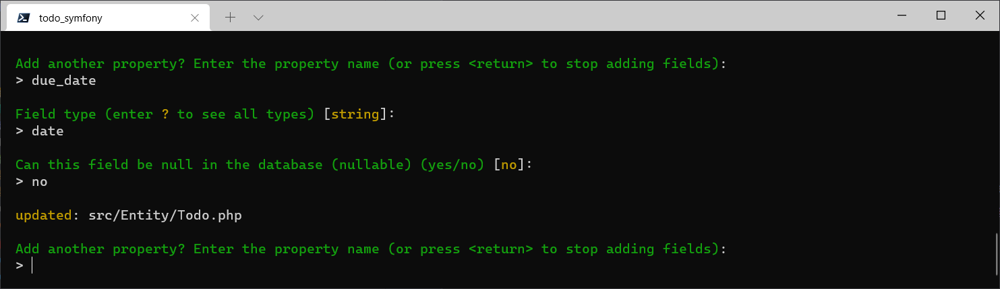 todo_symfony
Add another property? Enter the property name (or press <return> to stop adding fields):
> due_date
Field type (enter ? to see all types) [string]:
> date
Can this field be null in the database (nullable) (yes/no) [no]:
> no
updated: src/Entity/Todo.php
Add another property? Enter the property name (or press <return> to stop adding fields):
>